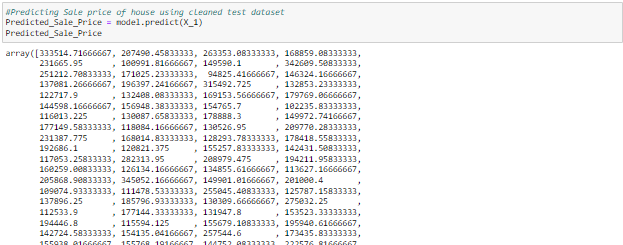 #Predicting Sale price of house using cleaned test dataset
Predicted_Sale_Price = model.predict(X_1)
Predicted_Sale_Price
array([333514.71666667, 207490.45833333, 263353.08333333, 168859.08333333,
231665.95 , 100991.81666667, 149590.1 , 342609.50833333,
251212.70833333, 171025.23333333, 94825.41666667, 146324.16666667,
137081.26666667, 196397.24166667, 315492.725 , 132853.23333333,
122717.9 , 132408.08333333, 169153.56666667, 179769.06666667,
144598.16666667, 156948.38333333, 154765.7 , 102235.83333333,
116013.225 , 130087.65833333, 178888.3 , 149972.74166667,
177149.58333333, 118084.16666667, 130526.95 , 209770.28333333,
231387.775 , 168014.83333333, 128293.78333333, 178418.55833333,
192686.1 , 120821.375 , 155257.83333333, 142431.50833333,
117053.25833333, 282313.95 , 208979.475 , 194211.95833333,
160259.00833333, 126134.16666667, 134855.61666667, 113627.16666667,
205868.90833333, 345052.16666667, 149901.01666667, 201000.4 ,
109074.93333333, 111478.53333333, 255045.40833333, 125787.15833333,
137896.25 , 185796.93333333, 130309.66666667, 275032.25 ,
112533.9 , 177144.33333333, 131947.8 , 153523.33333333,
194446.8 , 115594.125 , 155679.10833333, 195940.61666667,
142724.58333333, 154135.04166667, 257544.6 , 173435.83333333,
155938.01666667, 155768.19166667, 144752.08333333, 222576.81666667,